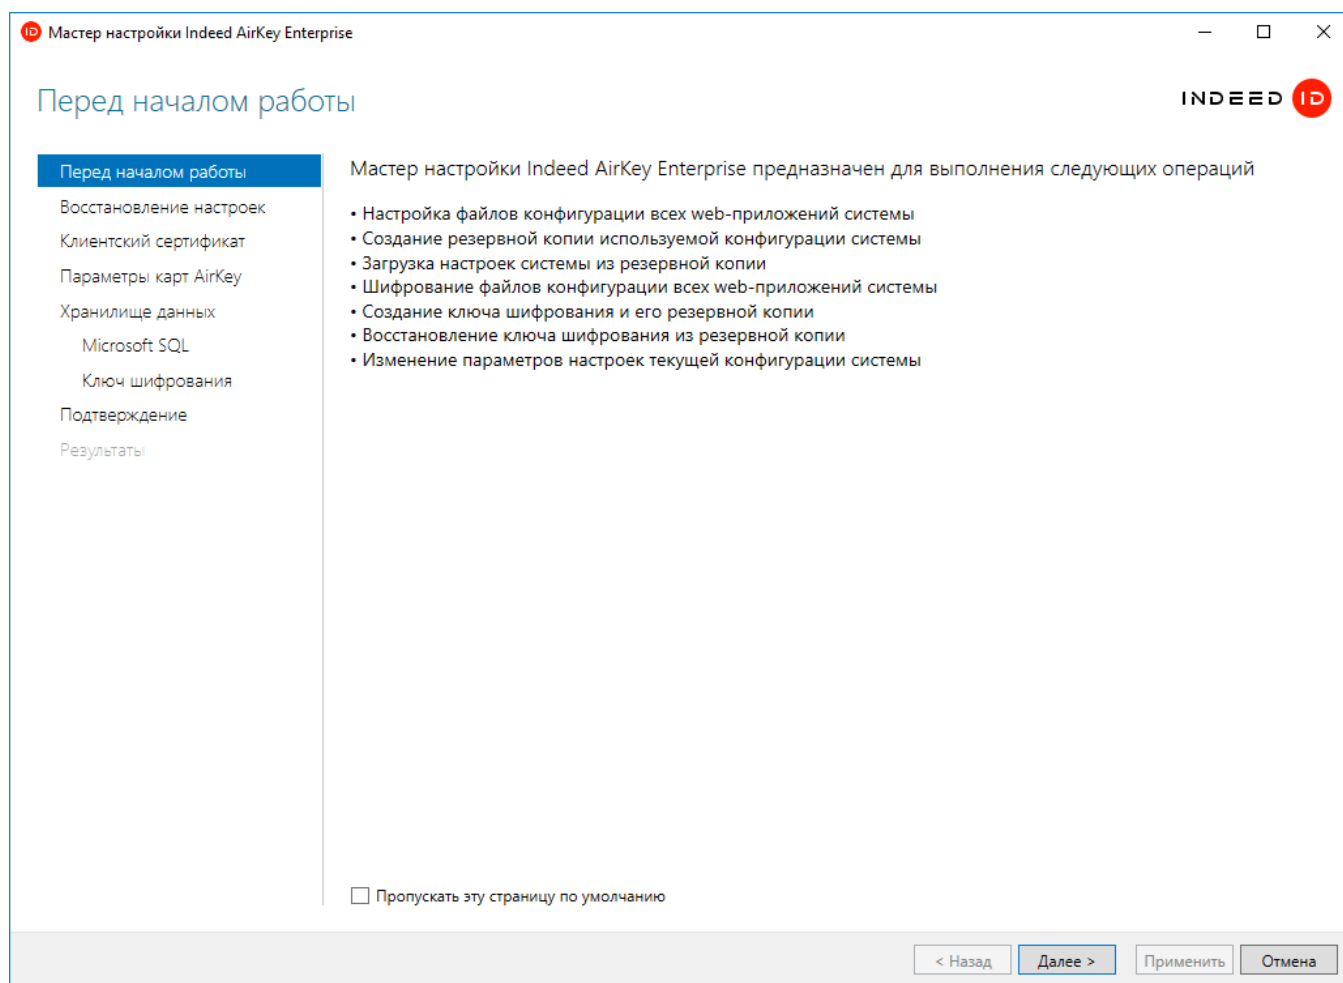 Мастер настройки Indeed AirKey Enterprise
Перед началом работы
INDEED ID
Перед началом работы
Восстановление настроек
Клиентский сертификат
Параметры карт AirKey
Хранилище данных
Microsoft SQL
Ключ шифрования
Подтверждение
Результаты
Мастер настройки Indeed AirKey Enterprise предназначен для выполнения следующих операций
• Настройка файлов конфигурации всех web-приложений системы
• Создание резервной копии используемой конфигурации системы
• Загрузка настроек системы из резервной копии
• Шифрование файлов конфигурации всех web-приложений системы
• Создание ключа шифрования и его резервной копии
• Восстановление ключа шифрования из резервной копии
• Изменение параметров настроек текущей конфигурации системы
Пропускать эту страницу по умолчанию
< Назад
Далее >
Применить
Отмена